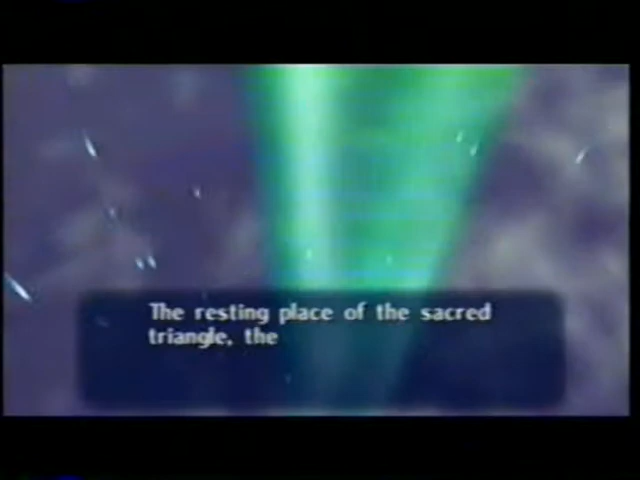 The resting place of the sacred
triangle, the